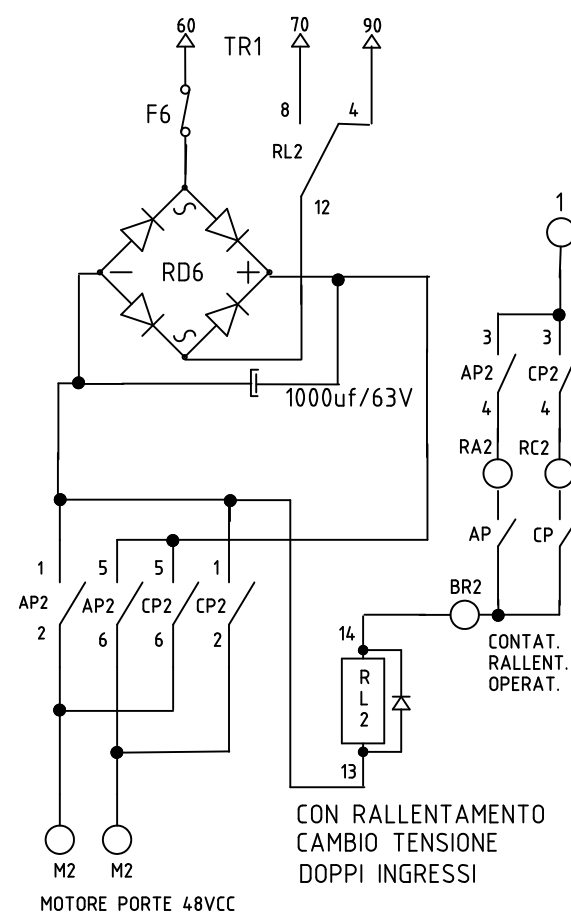 60
70
90
TR1
F6
8
4
RL2
12
RD6
1
1000uf/63V
3
3
AP2
CP2
4
4
RA2
RC2
AP
CP
1
5
5
1
AP2
AP2
CP2
CP2
2
6
6
2
BR2
14
CONTAT.
RALLENT.
OPERAT.
R
L
2
13
CON RALLENTAMENTO
CAMBIO TENSIONE
DOPPI INGRESSI
M2
M2
MOTORE PORTE 48VCC